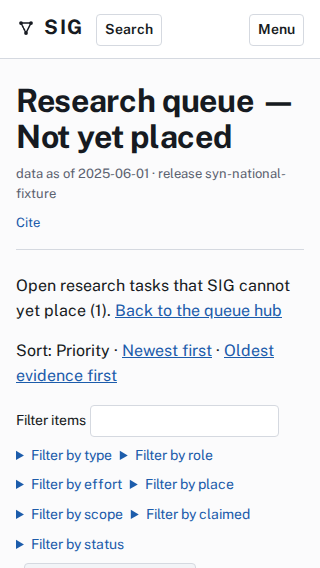 SIG Search Menu
Research queue —
Not yet placed
data as of 2025-06-01 · release syn-national-
fixture
Cite
Open research tasks that SIG cannot
yet place (1). Back to the queue hub
Sort: Priority · Newest first · Oldest
evidence first
Filter items
Filter by type Filter by role
Filter by effort Filter by place
Filter by scope Filter by claimed
Filter by status